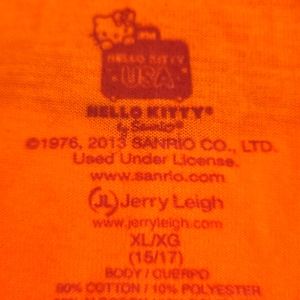 HELLO KITTY
USA
HELLO KITTY®
by Sanrio®
©1976, 2013 SANRIO CO., LTD.
Used Under License.
www.sanrio.com
JL Jerry Leigh
www.jerryleigh.com
XL/XG
(15/17)
BODY / CUERPO
90% COTTON / 10% POLYESTER